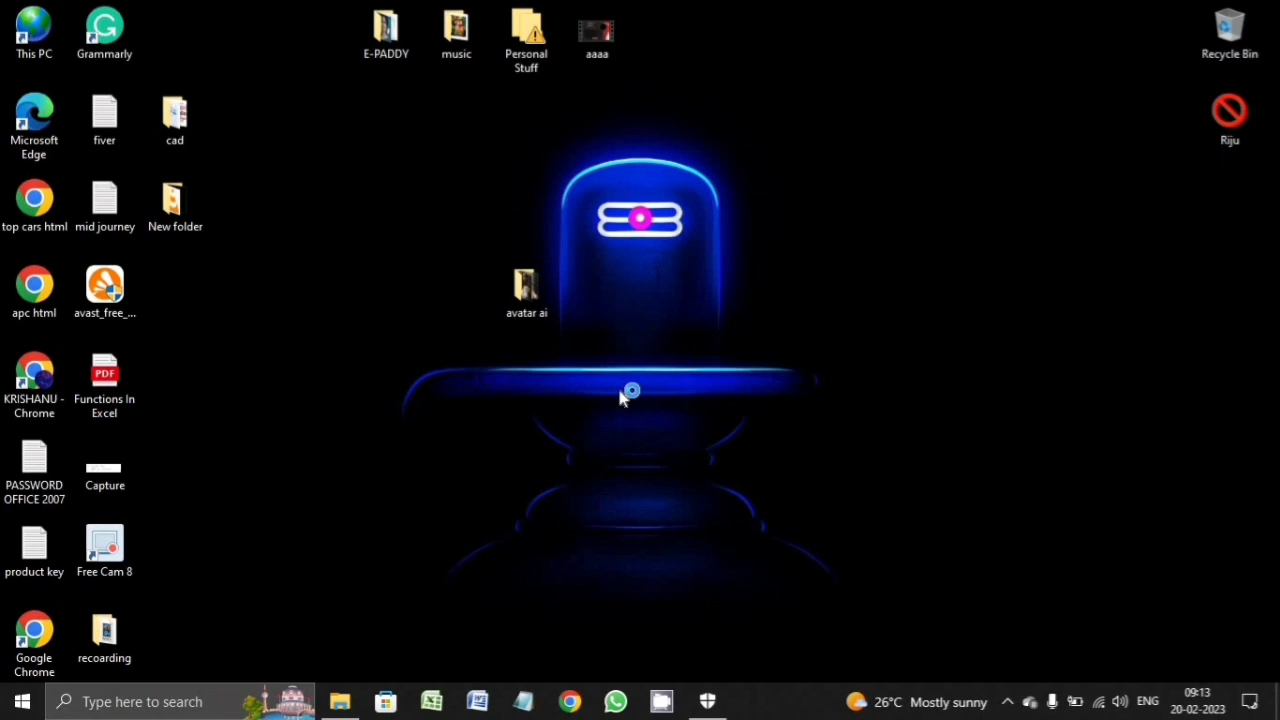 This PC
Grammarly
E-PADDY
music
Personal
Stuff
aaaa
Recycle Bin
Microsoft
Edge
fiver
cad
Riju
top cars html
mid journey
New folder
apc html
avast_free_...
avatar ai
KRISHANU -
Chrome
PDF
Functions In
Excel
PASSWORD
OFFICE 2007
Capture
product key
Free Cam 8
Google
Chrome
recoarding
Type here to search
26°C Mostly sunny
ENG
09:13
20-02-2023